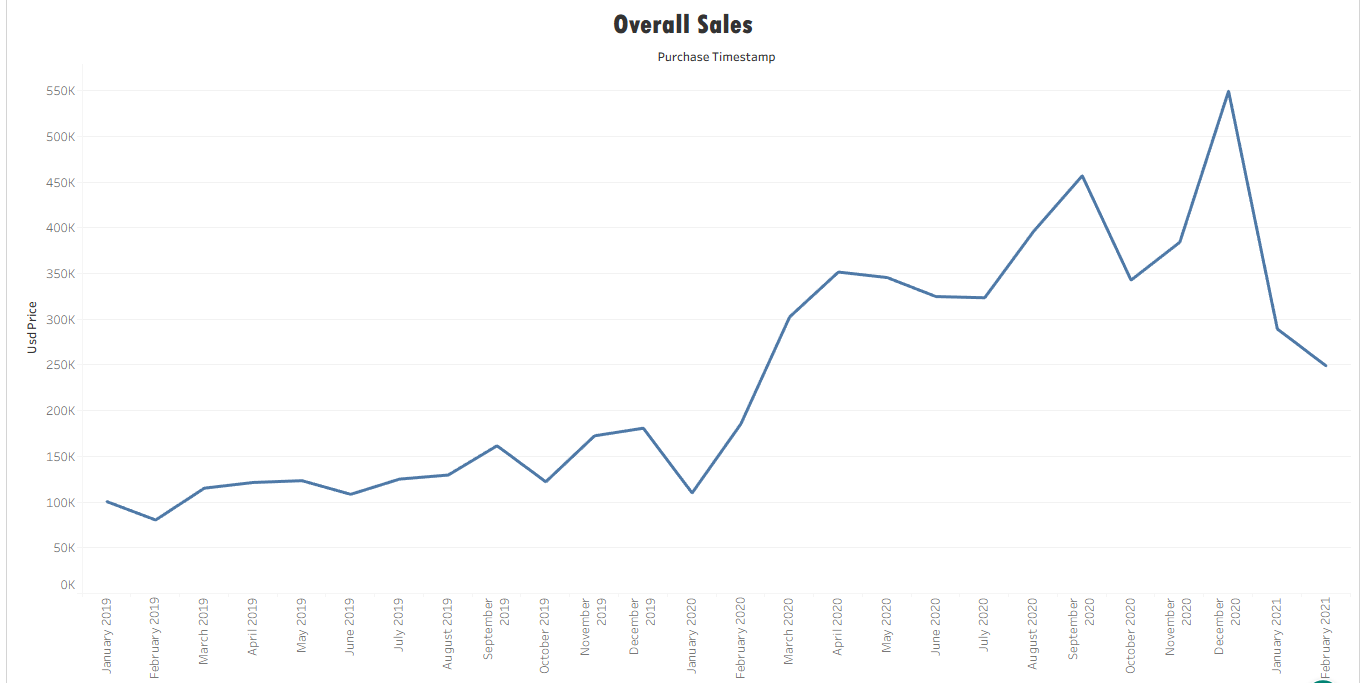 Overall Sales
Purchase Timestamp
Usd Price
550K
500K
450K
400K
350K
300K
250K
200K
150K
100K
50K
0K
January 2019
February 2019
March 2019
April 2019
May 2019
June 2019
July 2019
August 2019
September
2019
October 2019
November
2019
December
2019
January 2020
February 2020
March 2020
April 2020
May 2020
June 2020
July 2020
August 2020
September
2020
October 2020
November
2020
December
2020
January 2021
February 2021